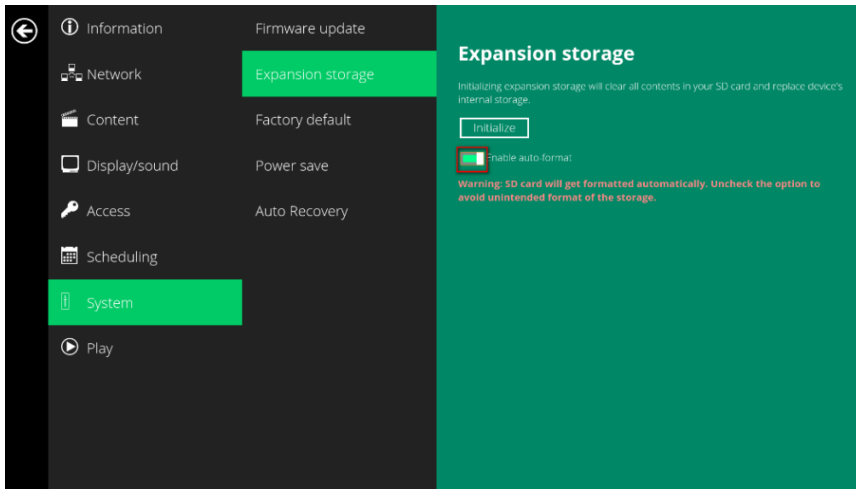 Information
Network
Content
Display/sound
Access
Scheduling
System
Play
Firmware update
Expansion storage
Factory default
Power save
Auto Recovery
Expansion storage
Initializing expansion storage will clear all contents in your SD card and replace device's
internal storage.
Initialize
Enable auto-format
Warning: SD card will get formatted automatically. Uncheck the option to
avoid unintended format of the storage.